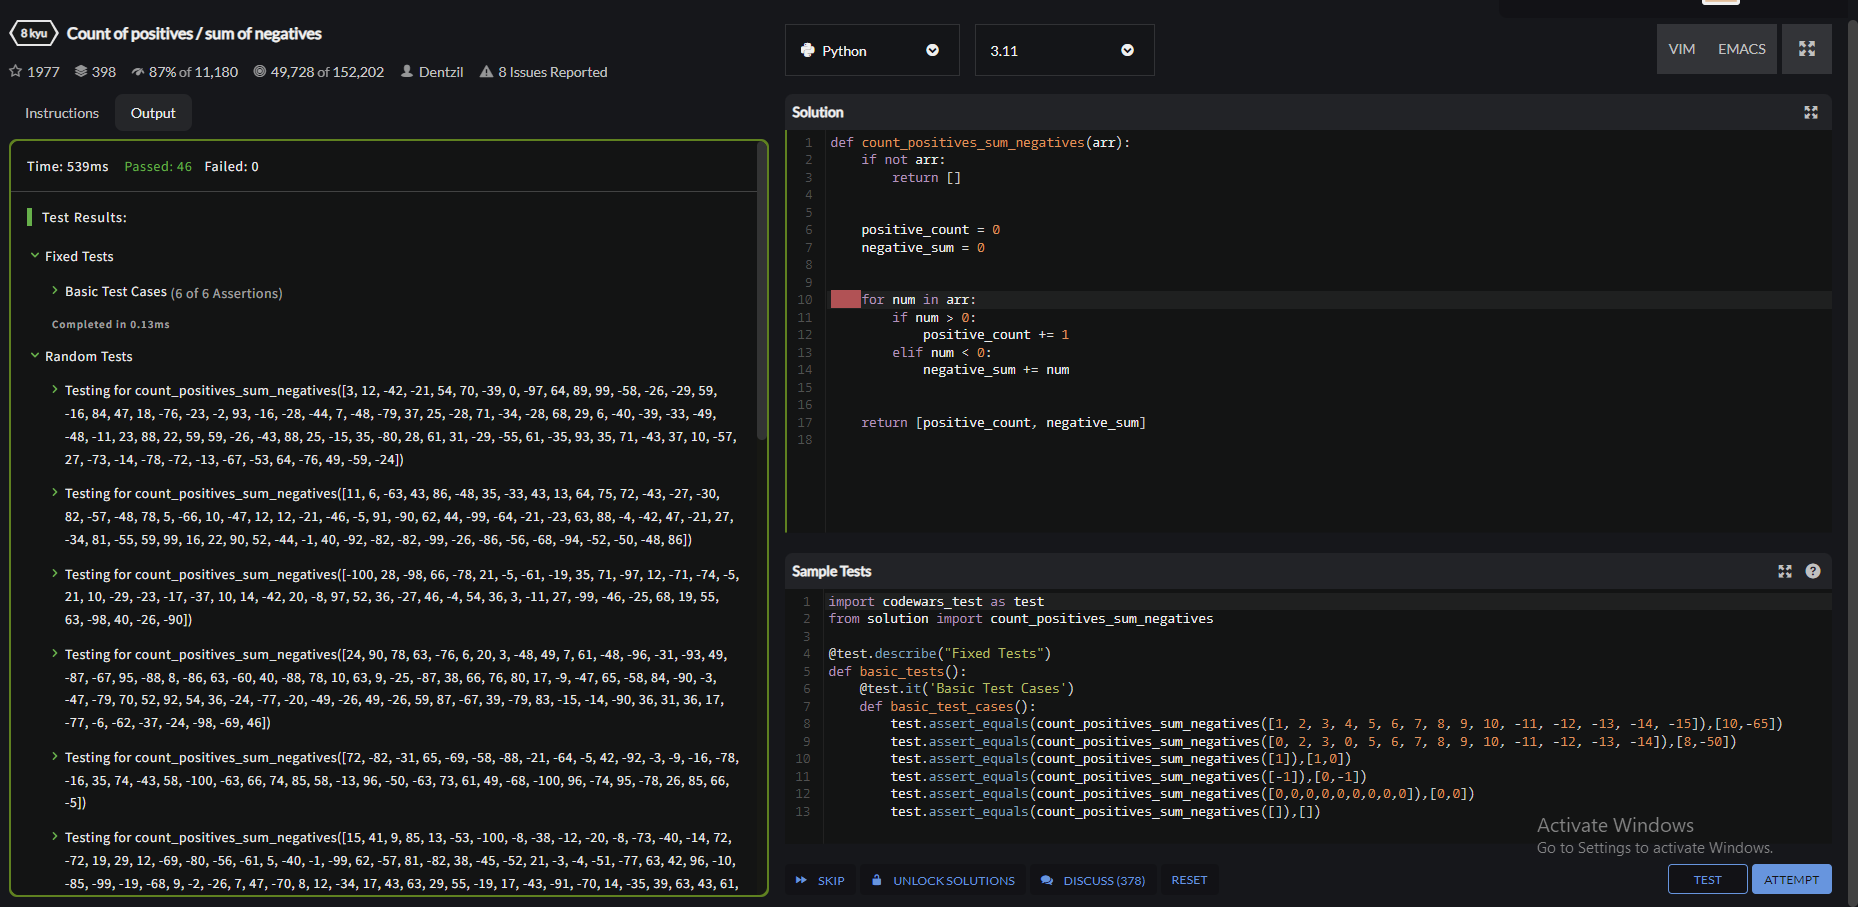 8 kyu Count of positives / sum of negatives
1977 398 87% of 11,180 49,728 of 152,202 Dentzil 8 Issues Reported
Instructions Output
Time: 539ms Passed: 46 Failed: 0
Test Results:
Fixed Tests
Basic Test Cases (6 of 6 Assertions)
Completed in 0.13ms
Random Tests
Testing for count_positives_sum_negatives([3, 12, -42, -21, 54, 70, -39, 0, -97, 64, 89, 99, -58, -26, -29, 59,
-16, 84, 47, 18, -76, -23, -2, 93, -16, -28, -44, 7, -48, -79, 37, 25, -28, 71, -34, -28, 68, 29, 6, -40, -39, -33, -49,
-48, -11, 23, 88, 22, 59, 59, -26, -43, 88, 25, -15, 35, -80, 28, 61, 31, -29, -55, 61, -35, 93, 35, 71, -43, 37, 10, -57,
27, -73, -14, -78, -72, -13, -67, -53, 64, -76, 49, -59, -24])
Testing for count_positives_sum_negatives([11, 6, -63, 43, 86, -48, 35, -33, 43, 13, 64, 75, 72, -43, -27, -30,
82, -57, -48, 78, 5, -66, 10, -47, 12, 12, -21, -46, -5, 91, -90, 62, 44, -99, -64, -21, -23, 63, 88, -4, -42, 47, -21, 27,
-34, 81, -55, 59, 99, 16, 22, 90, 52, -44, -1, 40, -92, -82, -82, -99, -26, -86, -56, -68, -94, -52, -50, -48, 86])
Testing for count_positives_sum_negatives([-100, 28, -98, 66, -78, 21, -5, -61, -19, 35, 71, -97, 12, -71, -74, -5,
21, 10, -29, -23, -17, -37, 10, 14, -42, 20, -8, 97, 52, 36, -27, 46, -4, 54, 36, 3, -11, 27, -99, -46, -25, 68, 19, 55,
63, -98, 40, -26, -90])
Testing for count_positives_sum_negatives([24, 90, 78, 63, -76, 6, 20, 3, -48, 49, 7, 61, -48, -96, -31, -93, 49,
-87, -67, 95, -88, 8, -86, 63, -60, 40, -88, 78, 10, 63, 9, -25, -87, 38, 66, 76, 80, 17, -9, -47, 65, -58, 84, -90, -3,
-47, -79, 70, 52, 92, 54, 36, -24, -77, -20, -49, -26, 49, -26, 59, 87, -67, 39, -79, 83, -15, -14, -90, 36, 31, 36, 17,
-77, -6, -62, -37, -24, -98, -69, 46])
Testing for count_positives_sum_negatives([72, -82, -31, 65, -69, -58, -88, -21, -64, -5, 42, -92, -3, -9, -16, -78,
-16, 35, 74, -43, 58, -100, -63, 66, 74, 85, 58, -13, 96, -50, -63, 73, 61, 49, -68, -100, 96, -74, 95, -78, 26, 85, 66,
-5])
Testing for count_positives_sum_negatives([15, 41, 9, 85, 13, -53, -100, -8, -38, -12, -20, -8, -73, -40, -14, 72,
-72, 19, 29, 12, -69, -80, -56, -61, 5, -40, -1, -99, 62, -57, 81, -82, 38, -45, -52, 21, -3, -4, -51, -77, 63, 42, 96, -10,
-85, -99, -19, -68, 9, -2, -26, 7, 47, -70, 8, 12, -34, 17, 43, 63, 29, 55, -19, 17, -43, -91, -70, 14, -35, 39, 63, 43, 61,
Python 3.11 VIM EMACS
Solution
1 def count_positives_sum_negatives(arr):
2     if not arr:
3         return []
4
5
6     positive_count = 0
7     negative_sum = 0
8
9
10     for num in arr:
11         if num > 0:
12             positive_count += 1
13         elif num < 0:
14             negative_sum += num
15
16
17     return [positive_count, negative_sum]
18
Sample Tests
1 import codewars_test as test
2 from solution import count_positives_sum_negatives
3
4 @test.describe("Fixed Tests")
5 def basic_tests():
6     @test.it('Basic Test Cases')
7     def basic_test_cases():
8         test.assert_equals(count_positives_sum_negatives([1, 2, 3, 4, 5, 6, 7, 8, 9, 10, -11, -12, -13, -14, -15]),[10,-65])
9         test.assert_equals(count_positives_sum_negatives([0, 2, 3, 0, 5, 6, 7, 8, 9, 10, -11, -12, -13, -14]),[8,-50])
10         test.assert_equals(count_positives_sum_negatives([1]),[1,0])
11         test.assert_equals(count_positives_sum_negatives([-1]),[0,-1])
12         test.assert_equals(count_positives_sum_negatives([0,0,0,0,0,0,0,0,0]),[0,0])
13         test.assert_equals(count_positives_sum_negatives([]),[])
Activate Windows
Go to Settings to activate Windows.
SKIP UNLOCK SOLUTIONS DISCUSS (378) RESET TEST ATTEMPT